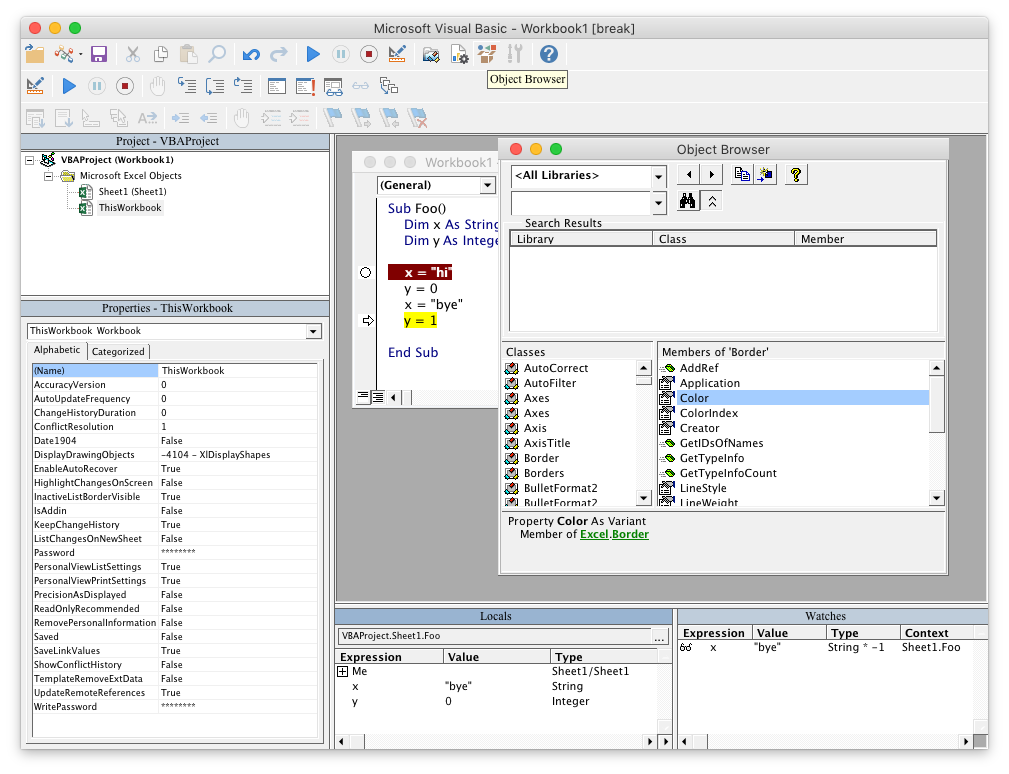 Microsoft Visual Basic - Workbook1 [break]
Object Browser
Project - VBAProject
VBAProject (Workbook1)
Microsoft Excel Objects
Sheet1 (Sheet1)
ThisWorkbook
Properties - ThisWorkbook
ThisWorkbook Workbook
Alphabetic Categorized
(Name) ThisWorkbook
AccuracyVersion 0
AutoUpdateFrequency 0
ChangeHistoryDuration 0
ConflictResolution 1
Date1904 False
DisplayDrawingObjects -4104 - xlDisplayShapes
EnableAutoRecover True
HighlightChangesOnScreen False
InactiveListBorderVisible True
IsAddin False
KeepChangeHistory True
ListChangesOnNewSheet False
Password ********
PersonalViewListSettings True
PersonalViewPrintSettings True
PrecisionAsDisplayed False
ReadOnlyRecommended False
RemovePersonalInformation False
Saved False
SaveLinkValues True
ShowConflictHistory False
TemplateRemoveExtData False
UpdateRemoteReferences True
WritePassword ********
Workbook1
(General)
Sub Foo()
Dim x As String
Dim y As Intege
x = "hi"
y = 0
x = "bye"
y = 1
End Sub
Object Browser
<All Libraries>
Search Results
Library Class Member
Classes
AutoCorrect
AutoFilter
Axes
Axes
Axis
AxisTitle
Border
Borders
BulletFormat2
BulletFormat2
Members of 'Border'
AddRef
Application
Color
ColorIndex
Creator
GetIDsOfNames
GetTypeInfo
GetTypeInfoCount
LineStyle
LineWeight
Property Color As Variant
Member of Excel.Border
Locals
VBAProject.Sheet1.Foo ...
Expression Value Type
Me Sheet1/Sheet1
x "bye" String
y 0 Integer
Watches
Expression Value Type Context
x "bye" String * -1 Sheet1.Foo